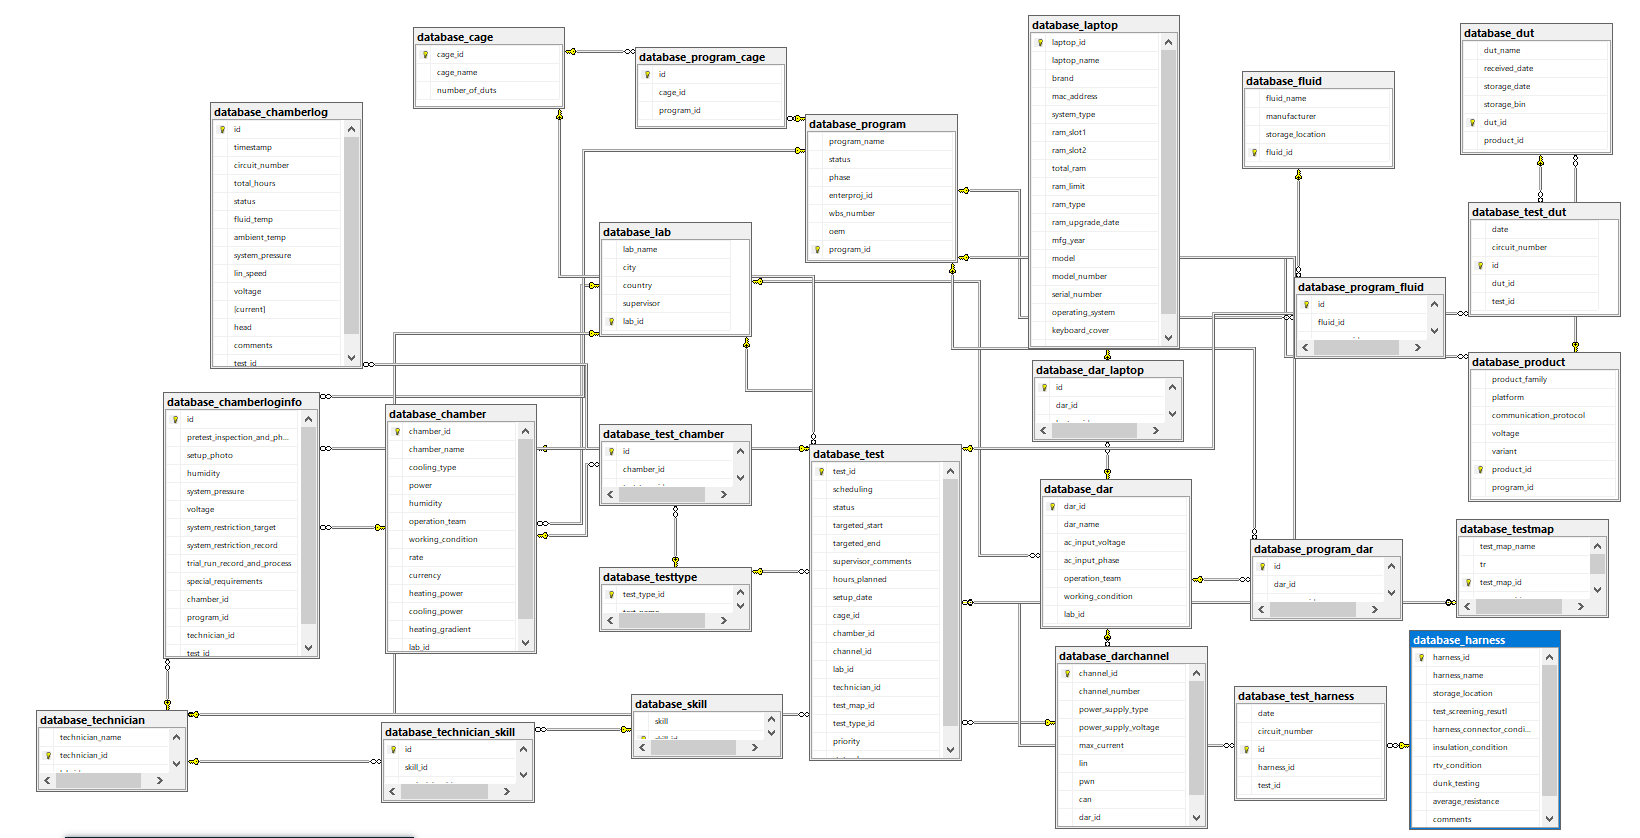 database_cage
cage_id
cage_name
number_of_duts
database_program_cage
id
cage_id
program_id
database_laptop
laptop_id
laptop_name
brand
mac_address
system_type
ram_slot1
ram_slot2
total_ram
ram_limit
ram_type
ram_upgrade_date
mfg_year
model
model_number
serial_number
operating_system
keyboard_cover
database_fluid
fluid_name
manufacturer
storage_location
fluid_id
database_dut
dut_name
received_date
storage_date
storage_bin
dut_id
product_id
database_chamberlog
id
timestamp
circuit_number
total_hours
status
fluid_temp
ambient_temp
system_pressure
lin_speed
voltage
[current]
head
comments
test_id
database_program
program_name
status
phase
enterproj_id
wbs_number
oem
program_id
database_lab
lab_name
city
country
supervisor
lab_id
database_test_dut
date
circuit_number
id
dut_id
test_id
database_program_fluid
id
fluid_id
database_product
product_family
platform
communication_protocol
voltage
variant
product_id
program_id
database_dar_laptop
id
dar_id
database_chamberloginfo
id
pretest_inspection_and_ph...
setup_photo
humidity
system_pressure
voltage
system_restriction_target
system_restriction_record
trial_run_record_and_process
special_requirements
chamber_id
program_id
technician_id
test_id
database_chamber
chamber_id
chamber_name
cooling_type
power
humidity
operation_team
working_condition
rate
currency
heating_power
cooling_power
heating_gradient
lab_id
database_test_chamber
id
chamber_id
database_test
test_id
scheduling
status
targeted_start
targeted_end
supervisor_comments
hours_planned
setup_date
cage_id
chamber_id
channel_id
lab_id
technician_id
test_map_id
test_type_id
priority
database_dar
dar_id
dar_name
ac_input_voltage
ac_input_phase
operation_team
working_condition
lab_id
database_program_dar
id
dar_id
database_testmap
test_map_name
tr
test_map_id
database_testtype
test_type_id
test_name
database_harness
harness_id
harness_name
storage_location
test_screening_resutl
harness_connector_condi...
insulation_condition
rtv_condition
dunk_testing
average_resistance
comments
database_darchannel
channel_id
channel_number
power_supply_type
power_supply_voltage
max_current
lin
pwn
can
dar_id
database_test_harness
date
circuit_number
id
harness_id
test_id
database_technician
technician_name
technician_id
database_technician_skill
id
skill_id
database_skill
skill
skill_id